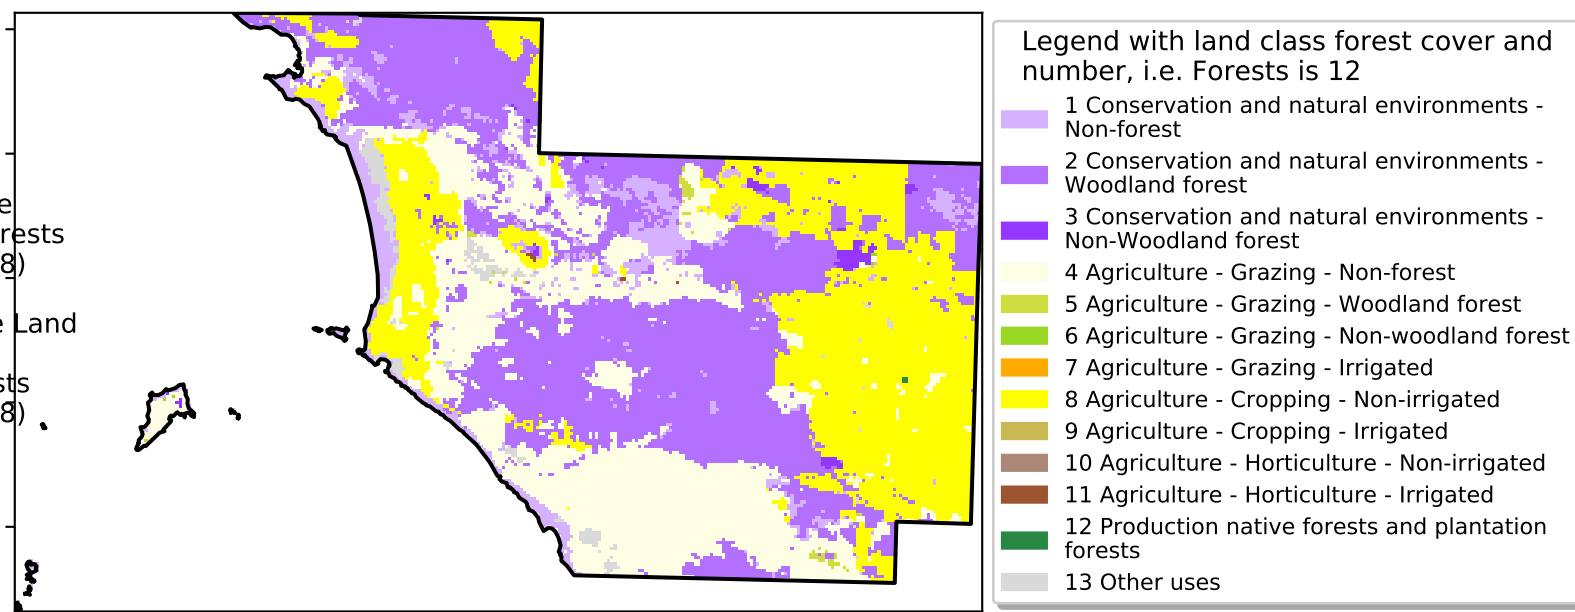 Legend with land class forest cover and
number, i.e. Forests is 12
1 Conservation and natural environments -
Non-forest
2 Conservation and natural environments -
Woodland forest
3 Conservation and natural environments -
Non-Woodland forest
4 Agriculture - Grazing - Non-forest
5 Agriculture - Grazing - Woodland forest
6 Agriculture - Grazing - Non-woodland forest
7 Agriculture - Grazing - Irrigated
8 Agriculture - Cropping - Non-irrigated
9 Agriculture - Cropping - Irrigated
10 Agriculture - Horticulture - Non-irrigated
11 Agriculture - Horticulture - Irrigated
12 Production native forests and plantation
forests
13 Other uses
e
rests
8)
e Land
sts
8)